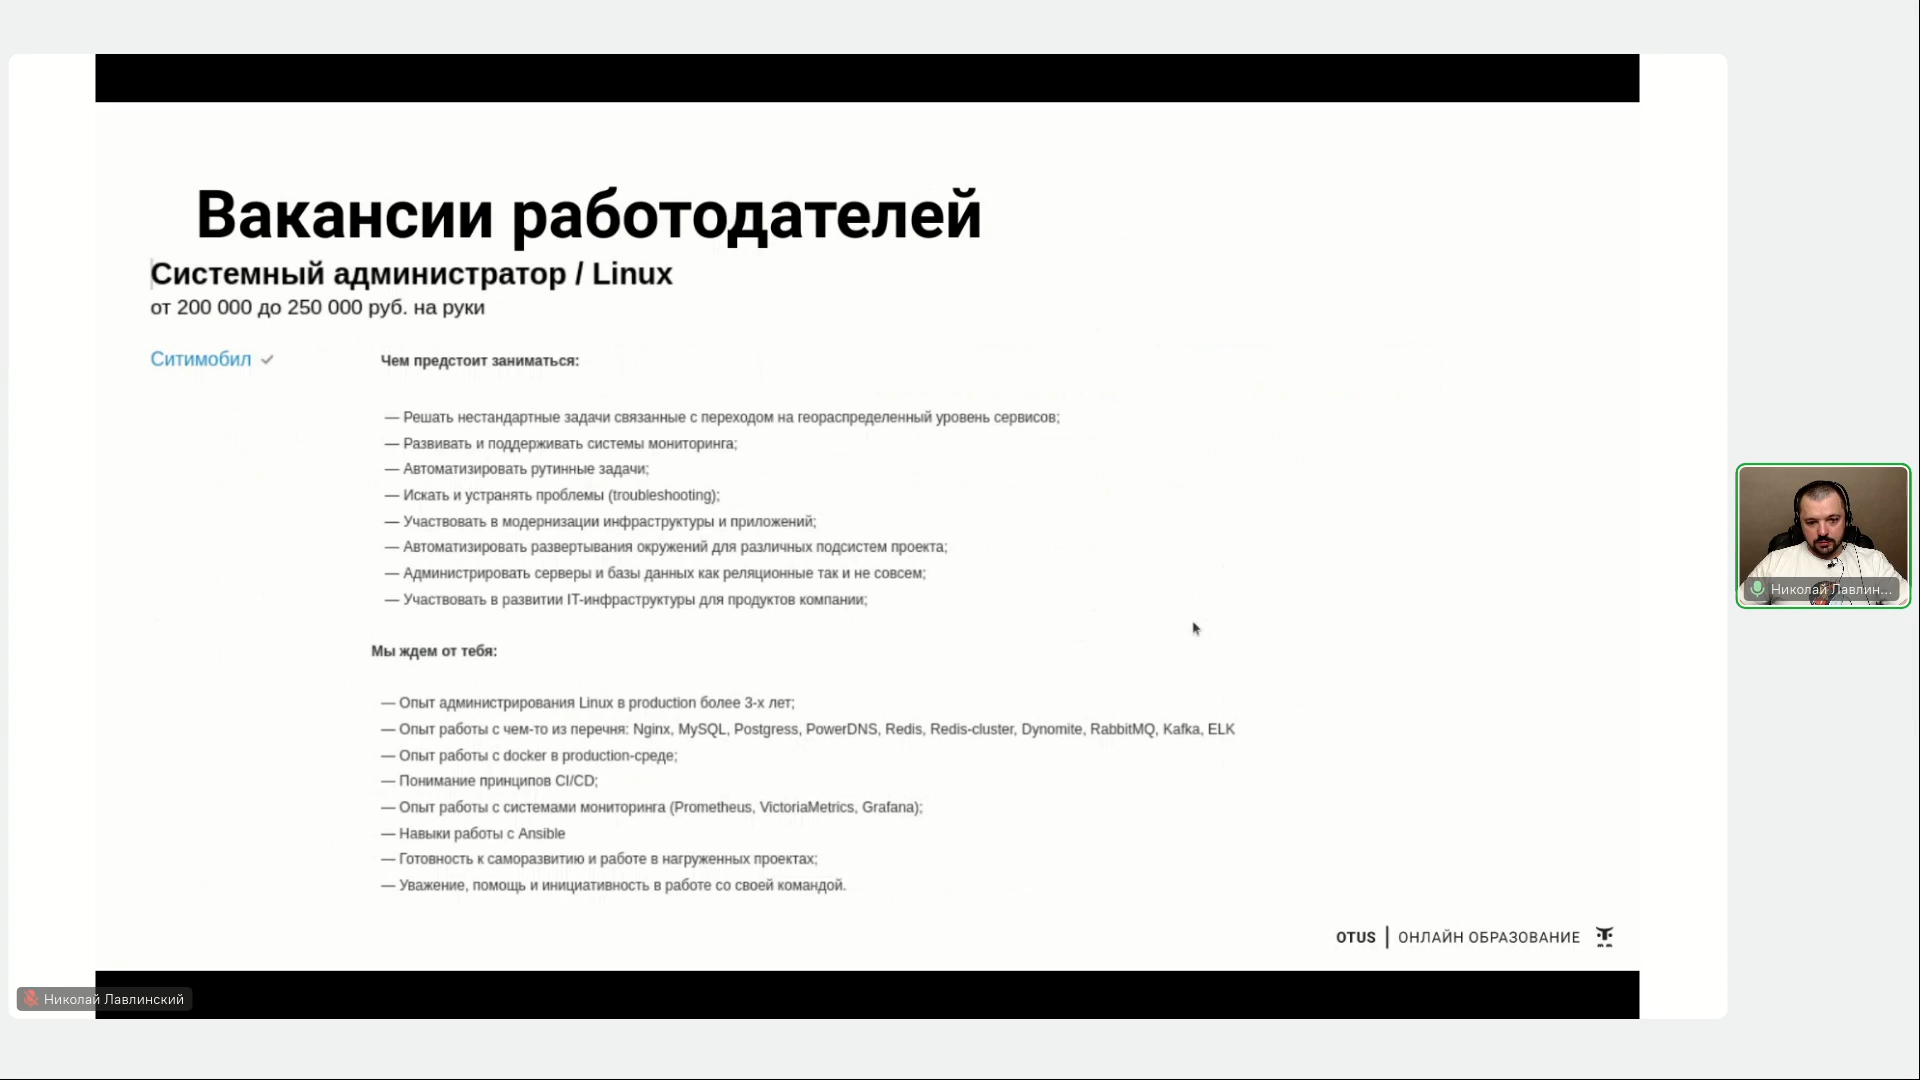 Вакансии работодателей
Системный администратор / Linux
от 200 000 до 250 000 руб. на руки
Ситимобил
Чем предстоит заниматься:
— Решать нестандартные задачи связанные с переходом на геораспределенный уровень сервисов;
— Развивать и поддерживать системы мониторинга;
— Автоматизировать рутинные задачи;
— Искать и устранять проблемы (troubleshooting);
— Участвовать в модернизации инфраструктуры и приложений;
— Автоматизировать развертывания окружений для различных подсистем проекта;
— Администрировать серверы и базы данных как реляционные так и не совсем;
— Участвовать в развитии IT-инфраструктуры для продуктов компании;
Мы ждем от тебя:
— Опыт администрирования Linux в production более 3-х лет;
— Опыт работы с чем-то из перечня: Nginx, MySQL, Postgress, PowerDNS, Redis, Redis-cluster, Dynomite, RabbitMQ, Kafka, ELK
— Опыт работы с docker в production-среде;
— Понимание принципов CI/CD;
— Опыт работы с системами мониторинга (Prometheus, VictoriaMetrics, Grafana);
— Навыки работы с Ansible
— Готовность к саморазвитию и работе в нагруженных проектах;
— Уважение, помощь и инициативность в работе со своей командой.
OTUS | ОНЛАЙН ОБРАЗОВАНИЕ
Николай Лавлинский
Николай Лавлин...